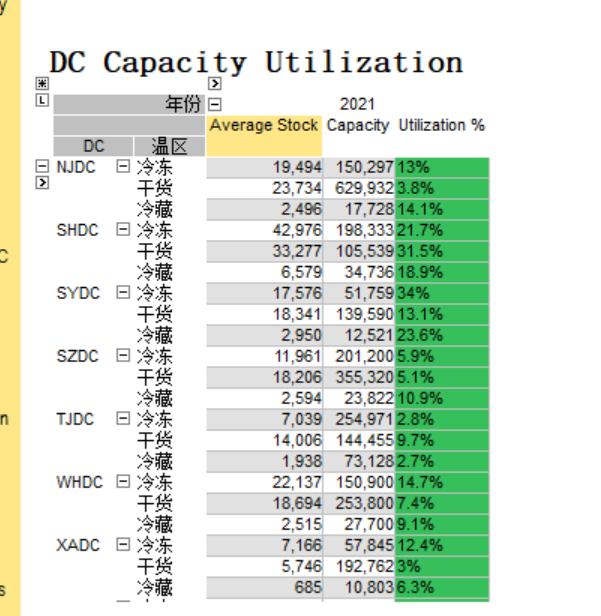 y
DC Capacity Utilization
年份 2021
Average Stock Capacity Utilization %
DC 温区
NJDC 冷冻 19,494 150,297 13%
干货 23,734 629,932 3.8%
冷藏 2,496 17,728 14.1%
SHDC 冷冻 42,976 198,333 21.7%
C
干货 33,277 105,539 31.5%
冷藏 6,579 34,736 18.9%
SYDC 冷冻 17,576 51,759 34%
干货 18,341 139,590 13.1%
冷藏 2,950 12,521 23.6%
SZDC 冷冻 11,961 201,200 5.9%
干货 18,206 355,320 5.1%
冷藏 2,594 23,822 10.9%
n
TJDC 冷冻 7,039 254,971 2.8%
干货 14,006 144,455 9.7%
冷藏 1,938 73,128 2.7%
WHDC 冷冻 22,137 150,900 14.7%
干货 18,694 253,800 7.4%
冷藏 2,515 27,700 9.1%
XADC 冷冻 7,166 57,845 12.4%
干货 5,746 192,762 3%
s
冷藏 685 10,803 6.3%